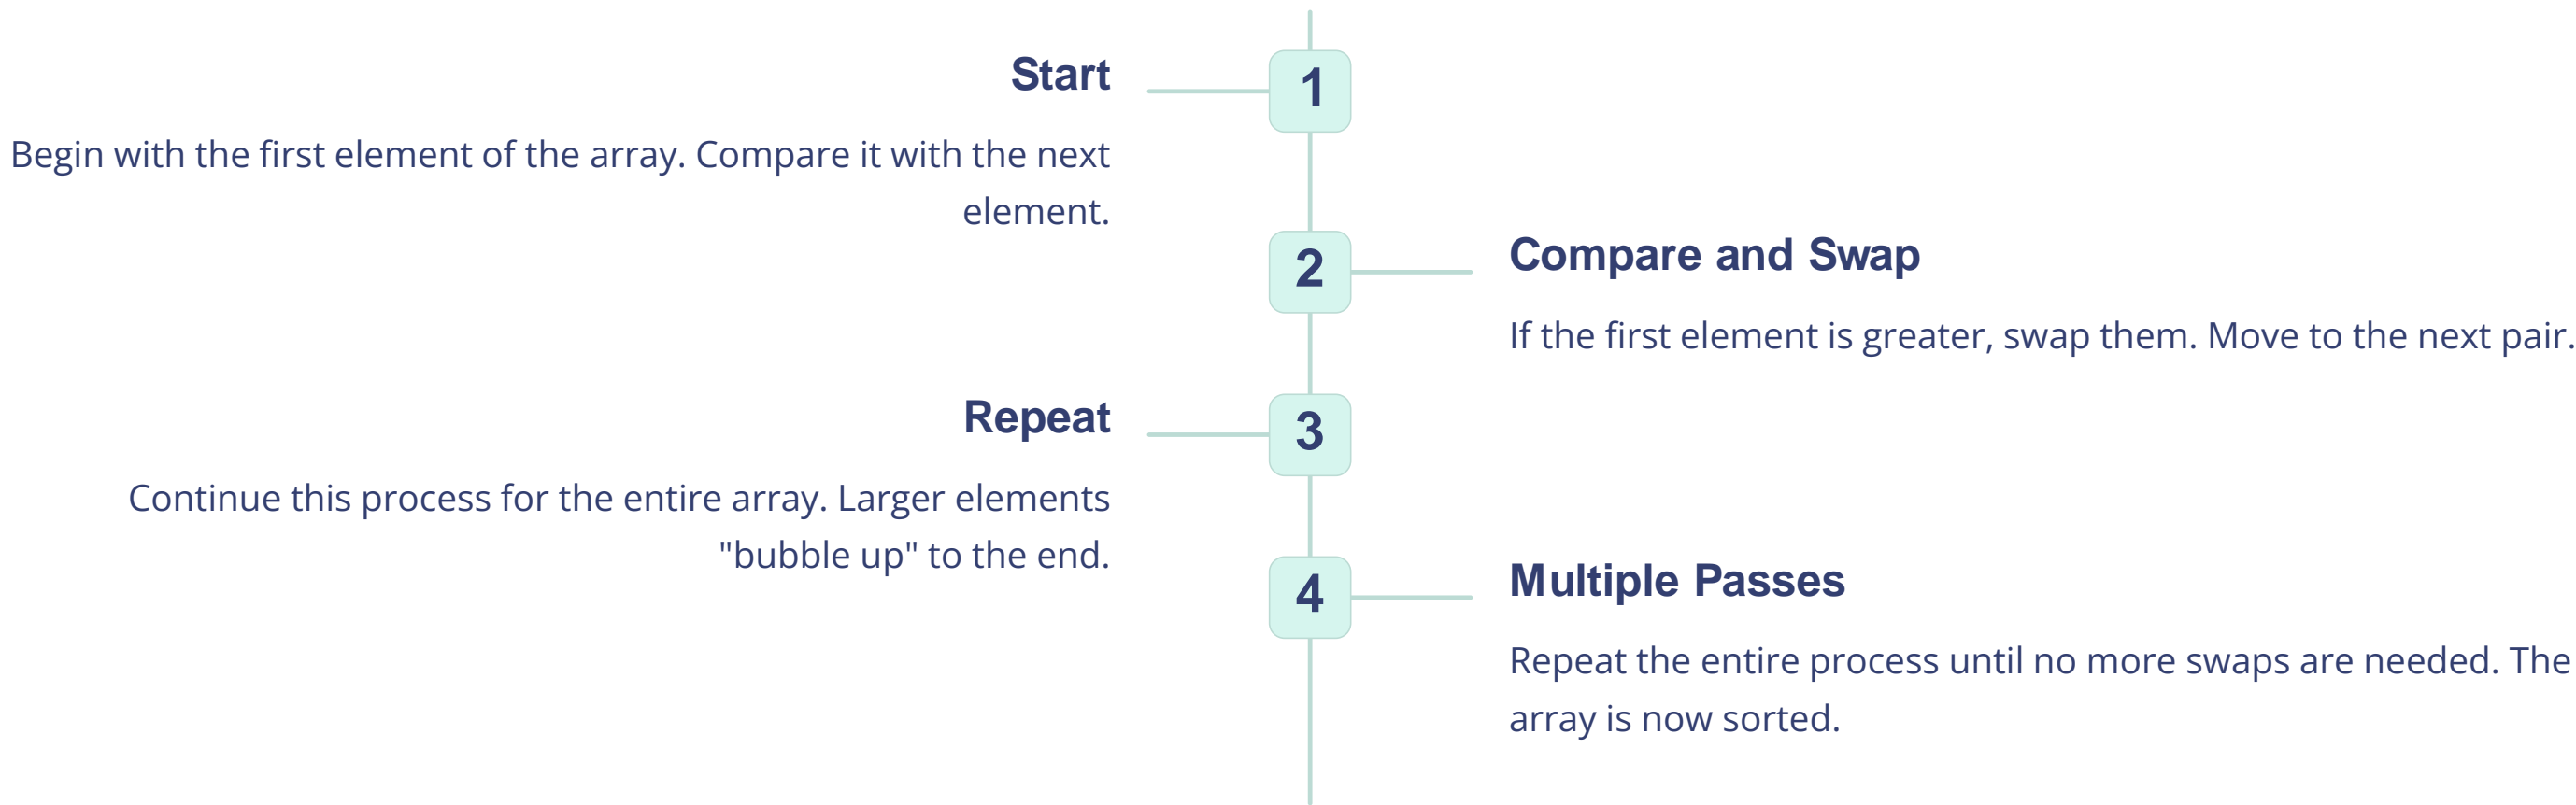 Start
1
Begin with the first element of the array. Compare it with the next
element.
2
Compare and Swap
If the first element is greater, swap them. Move to the next pair.
Repeat
3
Continue this process for the entire array. Larger elements
"bubble up" to the end.
4
Multiple Passes
Repeat the entire process until no more swaps are needed. The
array is now sorted.